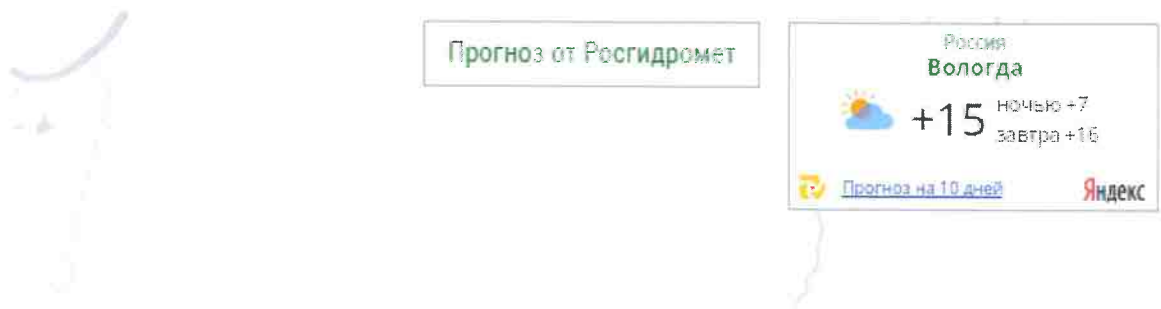 Прогноз от Росгидромет
Россия
Вологда
+15
ночью +7
завтра +16
Прогноз на 10 дней
Яндекс